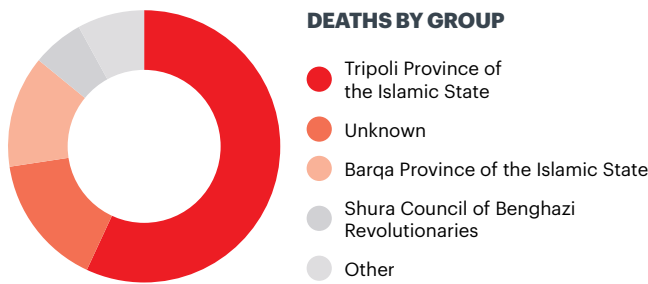 DEATHS BY GROUP
Tripoli Province of
the Islamic State
Unknown
Barqa Province of the Islamic State
Shura Council of Benghazi
Revolutionaries
Other